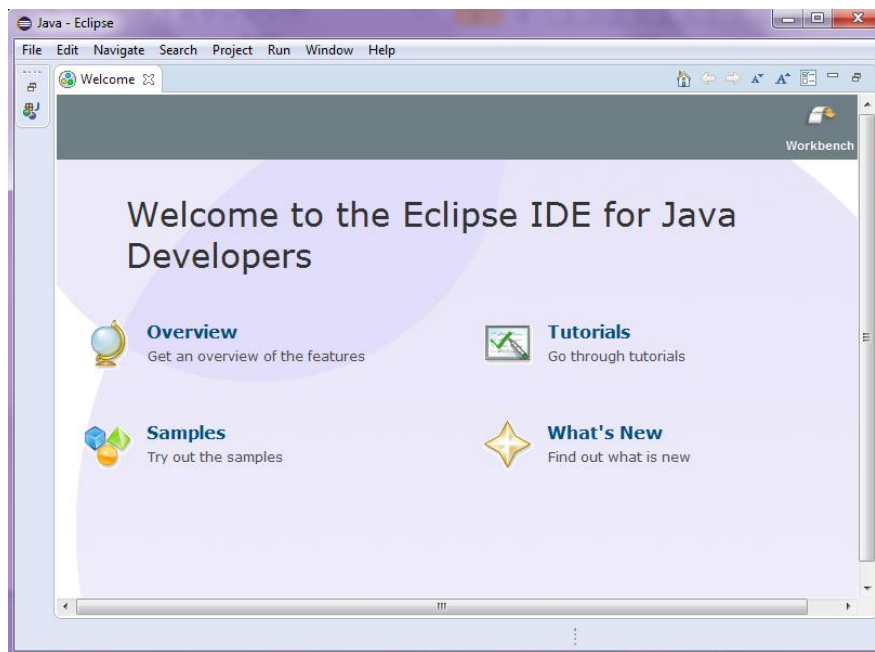 Java - Eclipse
File Edit Navigate Search Project Run Window Help
Welcome
Workbench
Welcome to the Eclipse IDE for Java
Developers
Overview
Get an overview of the features
Tutorials
Go through tutorials
Samples
Try out the samples
What's New
Find out what is new